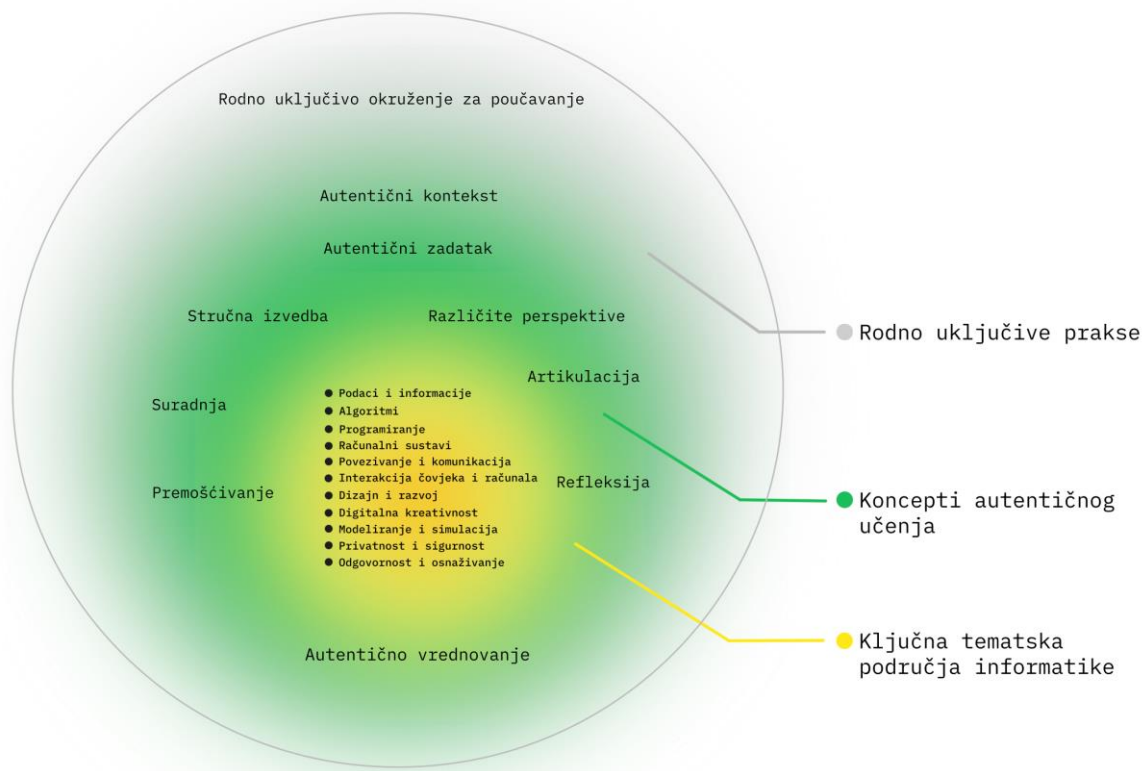 Rodno uključivo okruženje za poučavanje
Autentični kontekst
Autentični zadatak
Stručna izvedba
Različite perspektive
Artikulacija
Suradnja
Premošćivanje
● Podaci i informacije
● Algoritmi
● Programiranje
● Računalni sustavi
● Povezivanje i komunikacija
● Interakcija čovjeka i računala
● Dizajn i razvoj
● Digitalna kreativnost
● Modeliranje i simulacija
● Privatnost i sigurnost
● Odgovornost i osnaživanje
Refleksija
Autentično vrednovanje
Rodno uključive prakse
Koncepti autentičnog
učenja
Ključna tematska
područja informatike